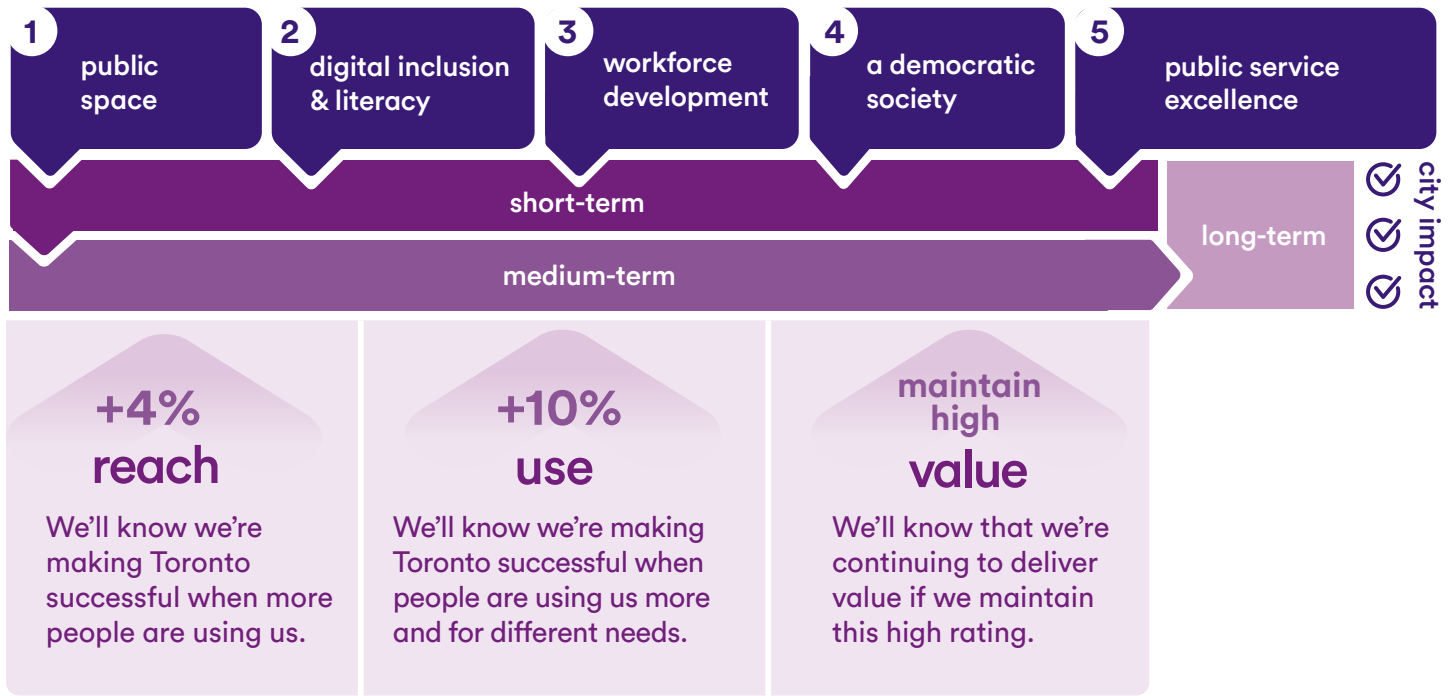 1
public
space
2
digital inclusion
& literacy
3
workforce
development
4
a democratic
society
5
public service
excellence
short-term
medium-term
long-term
city impact
+4%
reach
We’ll know we’re
making Toronto
successful when more
people are using us.
+10%
use
We’ll know we’re making
Toronto successful when
people are using us more
and for different needs.
maintain
high
value
We’ll know that we’re
continuing to deliver
value if we maintain
this high rating.